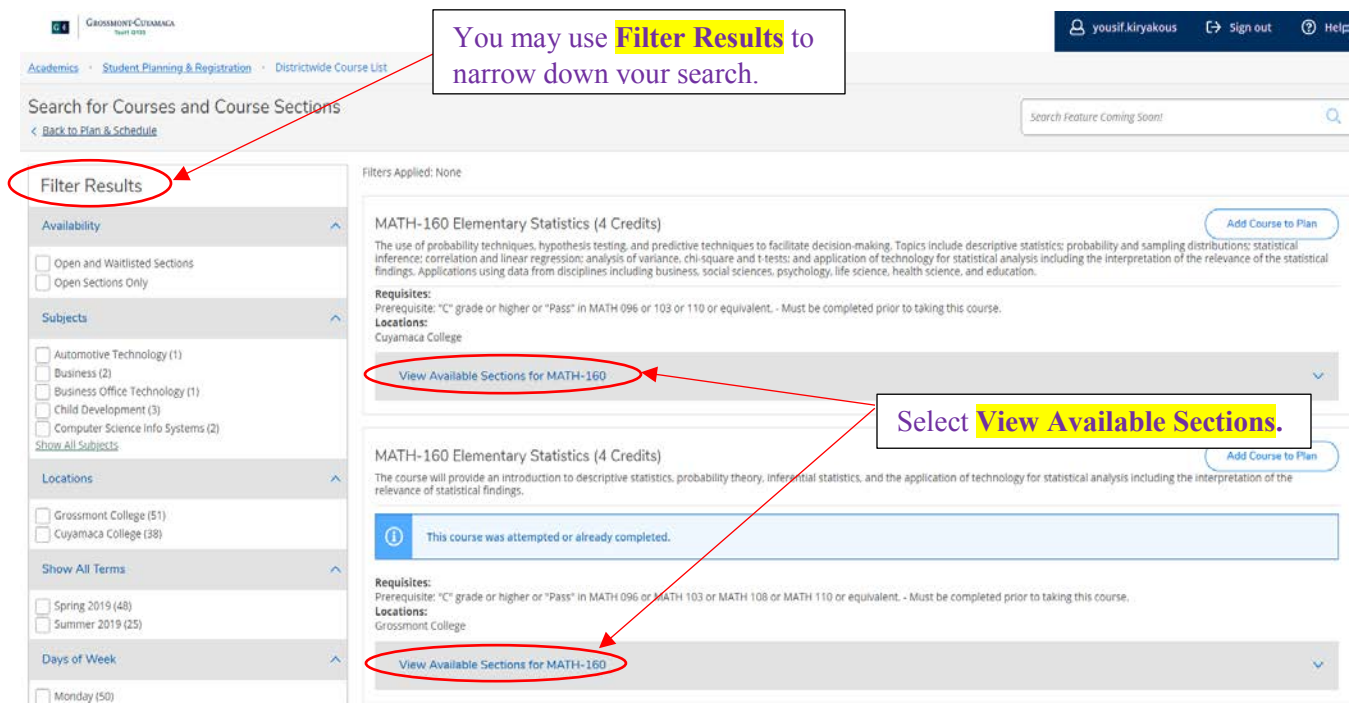 GROSSMONT-CUYAMACA
You may use Filter Results to
narrow down your search.
yousif.kiryakous
Sign out
Help
Academics · Student Planning & Registration · Districtwide Course List
Search for Courses and Course Sections
< Back to Plan & Schedule
Search Feature Coming Soon!
Filter Results
Availability
Open and Waitlisted Sections
Open Sections Only
Subjects
Automotive Technology (1)
Business (2)
Business Office Technology (1)
Child Development (3)
Computer Science Info Systems (2)
Show All Subjects
Locations
Grossmont College (51)
Cuyamaca College (38)
Show All Terms
Spring 2019 (48)
Summer 2019 (25)
Days of Week
Monday (50)
Filters Applied: None
MATH-160 Elementary Statistics (4 Credits)
Add Course to Plan
The use of probability techniques, hypothesis testing, and predictive techniques to facilitate decision-making. Topics include descriptive statistics; probability and sampling distributions; statistical
inference; correlation and linear regression; analysis of variance, chi-square and t-tests; and application of technology for statistical analysis including the interpretation of the relevance of the statistical
findings. Applications using data from disciplines including business, social sciences, psychology, life science, health science, and education.
Requisites:
Prerequisite: "C" grade or higher or "Pass" in MATH 096 or 103 or 110 or equivalent. - Must be completed prior to taking this course.
Locations:
Cuyamaca College
View Available Sections for MATH-160
Select View Available Sections.
MATH-160 Elementary Statistics (4 Credits)
Add Course to Plan
The course will provide an introduction to descriptive statistics, probability theory, inferential statistics, and the application of technology for statistical analysis including the interpretation of the
relevance of statistical findings.
This course was attempted or already completed.
Requisites:
Prerequisite: "C" grade or higher or "Pass" in MATH 096 or MATH 103 or MATH 108 or MATH 110 or equivalent. - Must be completed prior to taking this course.
Locations:
Grossmont College
View Available Sections for MATH-160